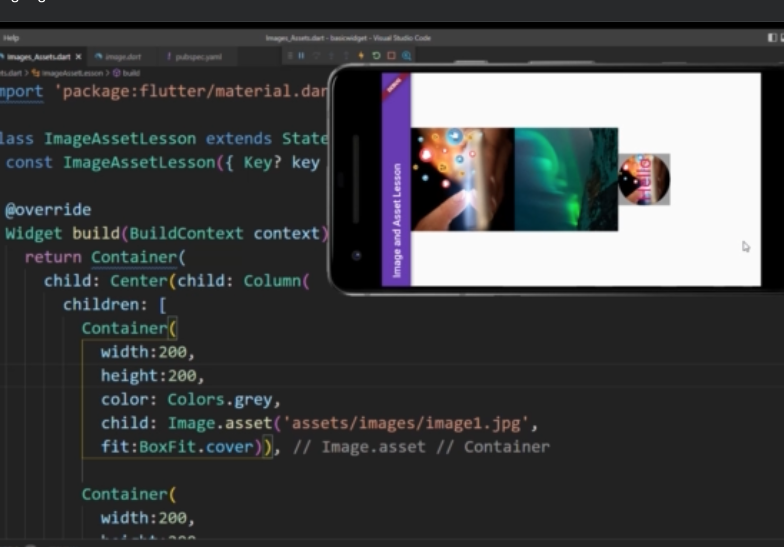 Help
Images_Assets.dart - basicwidget - Visual Studio Code
Images_Assets.dart
image.dart
pubspec.yaml
ts.dart > ImageAssetLesson > build
mport 'package:flutter/material.dar
lass ImageAssetLesson extends State
const ImageAssetLesson({ Key? key
@override
Widget build(BuildContext context)
return Container(
child: Center(child: Column(
children: [
Container(
width:200,
height:200,
color: Colors.grey,
child: Image.asset('assets/images/image1.jpg',
fit:BoxFit.cover)), // Image.asset // Container
Container(
width:200,
Image and Asset Lesson
Hello